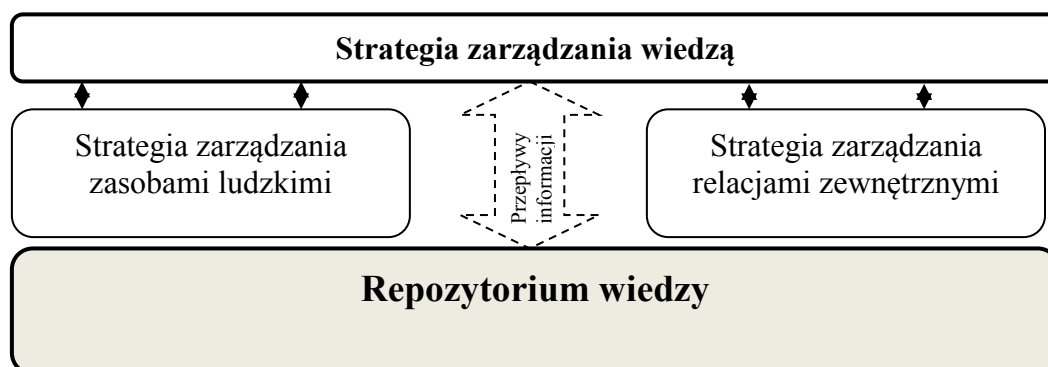 Strategia zarządzania wiedzą
Strategia zarządzania
zasobami ludzkimi
Przepływy
informacji
Strategia zarządzania
relacjami zewnętrznymi
Repozytorium wiedzy